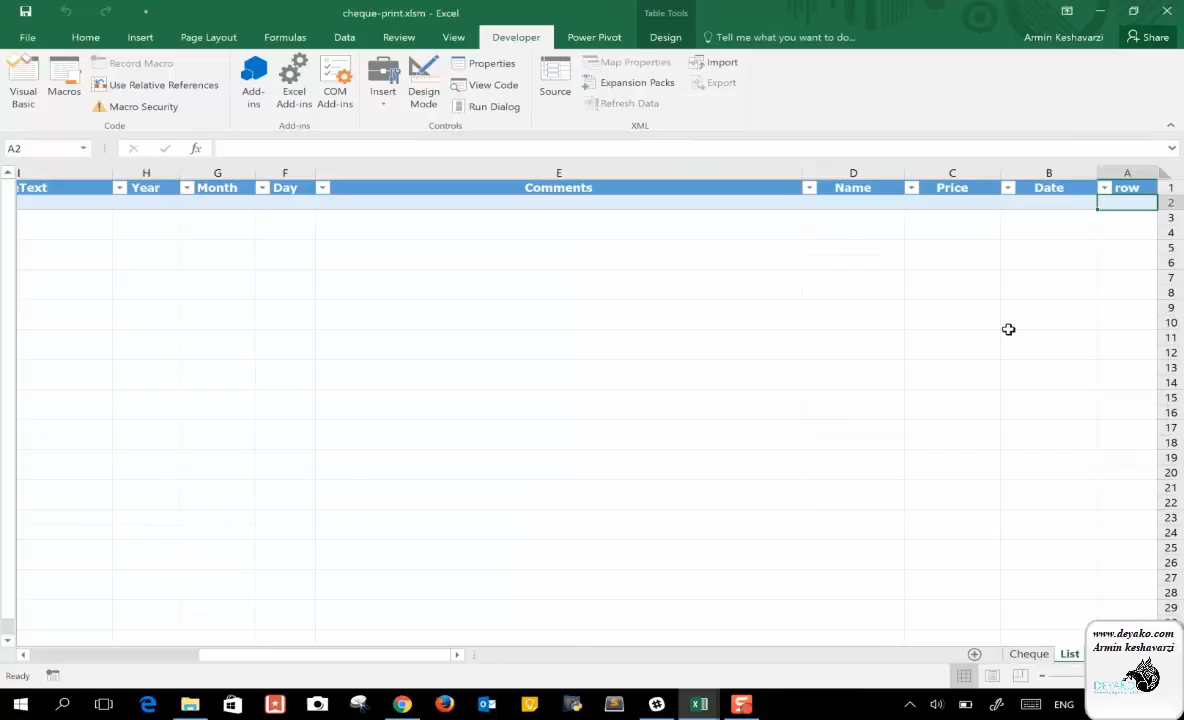 cheque-print.xlsm - Excel
Table Tools
File Home Insert Page Layout Formulas Data Review View Developer Power Pivot Design Tell me what you want to do... Armin Keshavarzi Share
Visual Basic
Macros
Record Macro
Use Relative References
Macro Security
Code
Add-ins
Excel Add-ins
COM Add-ins
Add-ins
Insert
Design Mode
Properties
View Code
Run Dialog
Controls
Source
Map Properties
Expansion Packs
Refresh Data
Import
Export
XML
A2
fx
I H G F E D C B A
Text Year Month Day Comments Name Price Date row 1
2
3
4
5
6
7
8
9
10
11
12
13
14
15
16
17
18
19
20
21
22
23
24
25
26
27
28
29
Cheque List
Ready
ENG
www.deyako.com
Armin keshavarzi
DEYAKO